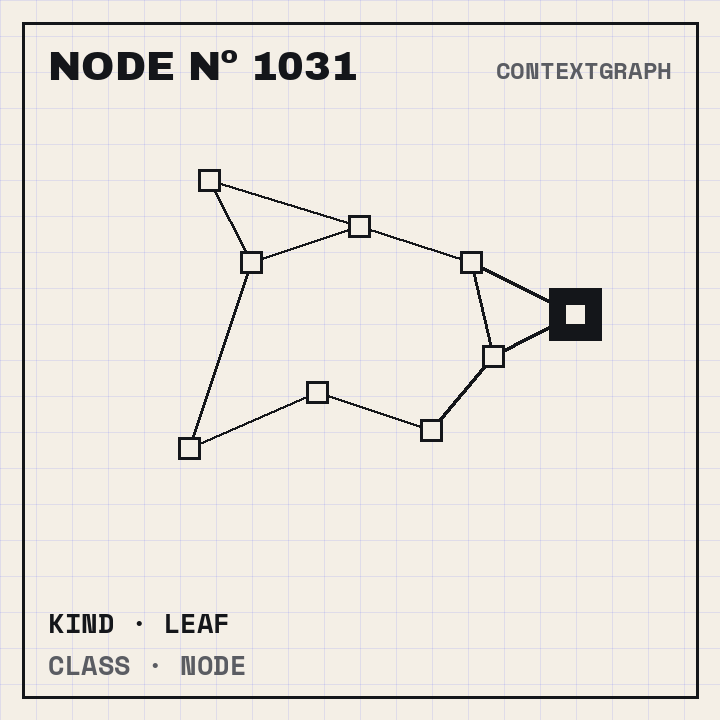 NODE Nº 1031
CONTEXTGRAPH
KIND · LEAF
CLASS · NODE